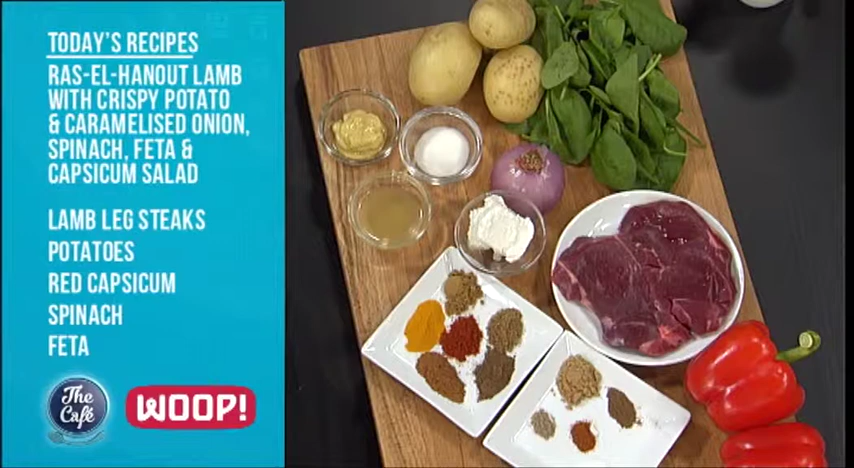 TODAY'S RECIPES
RAS-EL-HANOUT LAMB
WITH CRISPY POTATO
& CARAMELISED ONION,
SPINACH, FETA &
CAPSICUM SALAD
LAMB LEG STEAKS
POTATOES
RED CAPSICUM
SPINACH
FETA
The
Café
WOOP!